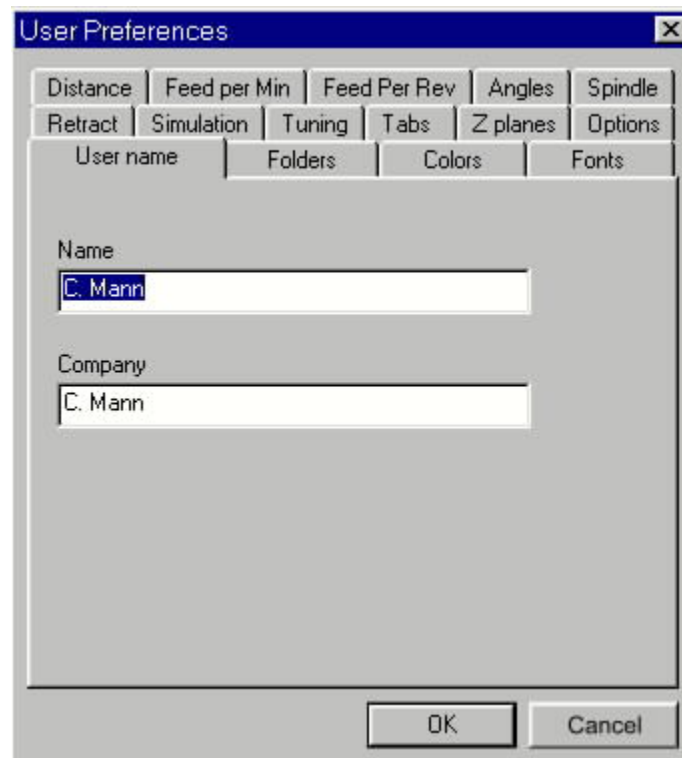 User Preferences
Distance Feed per Min Feed Per Rev Angles Spindle
Retract Simulation Tuning Tabs Z planes Options
User name Folders Colors Fonts
Name
C. Mann
Company
C. Mann
OK Cancel